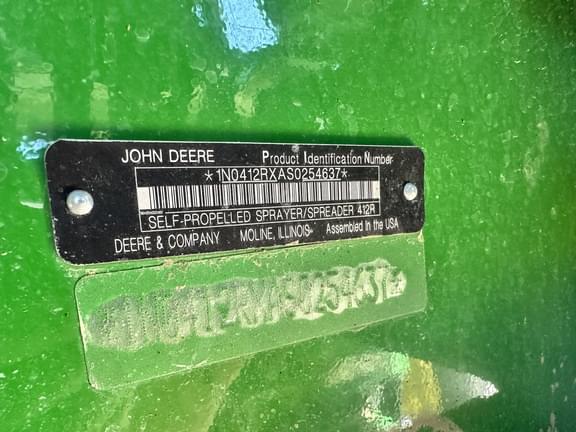 JOHN DEERE Product Identification Number
*1N0412RXAS0254637*
SELF-PROPELLED SPRAYER/SPREADER 412R
DEERE & COMPANY MOLINE, ILLINOIS Assembled in the USA